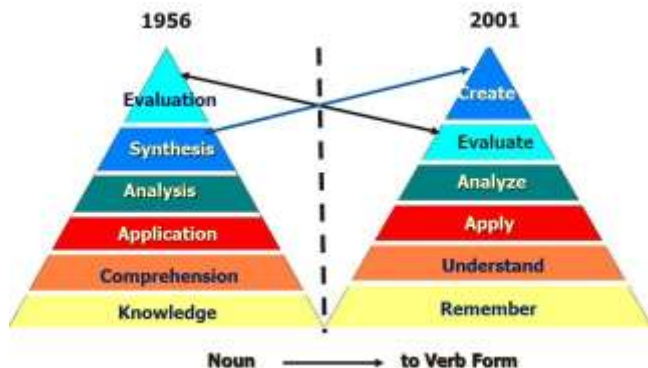 1956
Evaluation
Synthesis
Analysis
Application
Comprehension
Knowledge
2001
Create
Evaluate
Analyze
Apply
Understand
Remember
Noun
to Verb Form